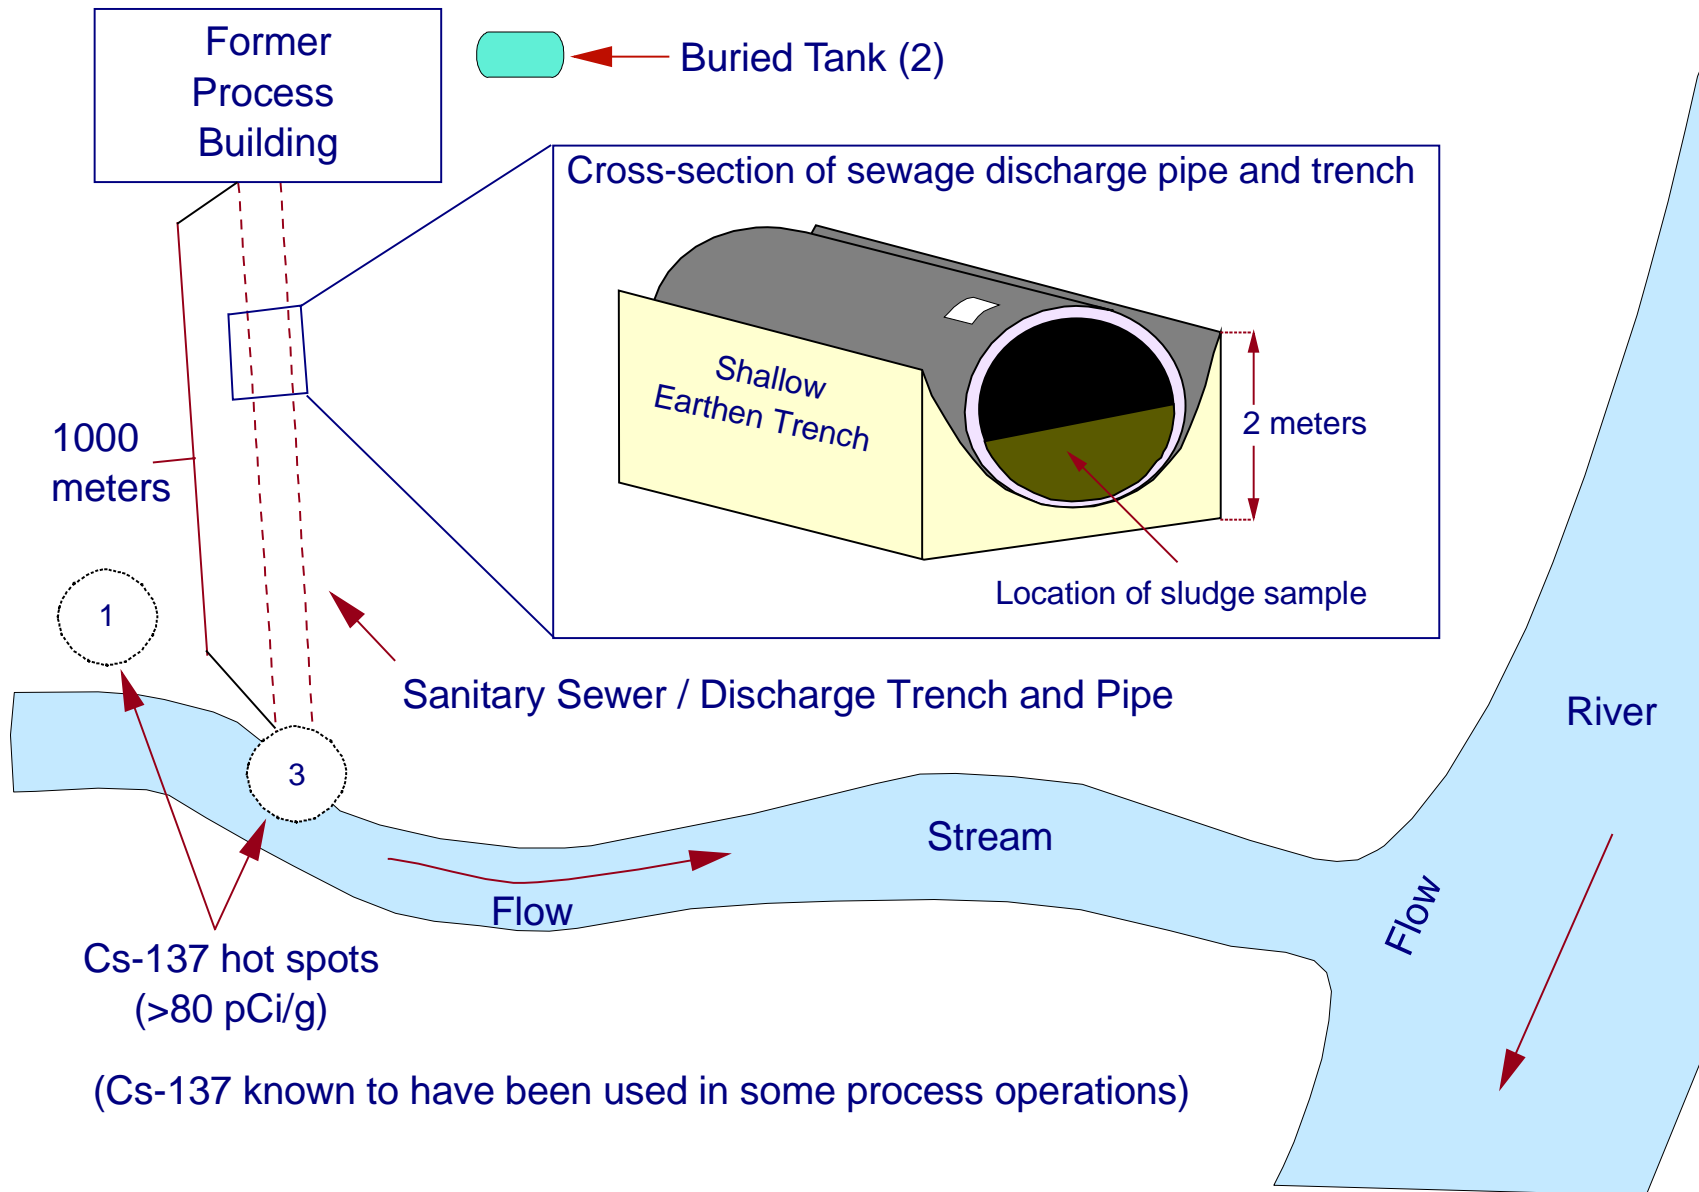 Former
Process
Building
Buried Tank (2)
Cross-section of sewage discharge pipe and trench
Shallow
Earthen Trench
2 meters
Location of sludge sample
1000
meters
1
Sanitary Sewer / Discharge Trench and Pipe
River
3
Stream
Flow
Flow
Cs-137 hot spots
(>80 pCi/g)
(Cs-137 known to have been used in some process operations)